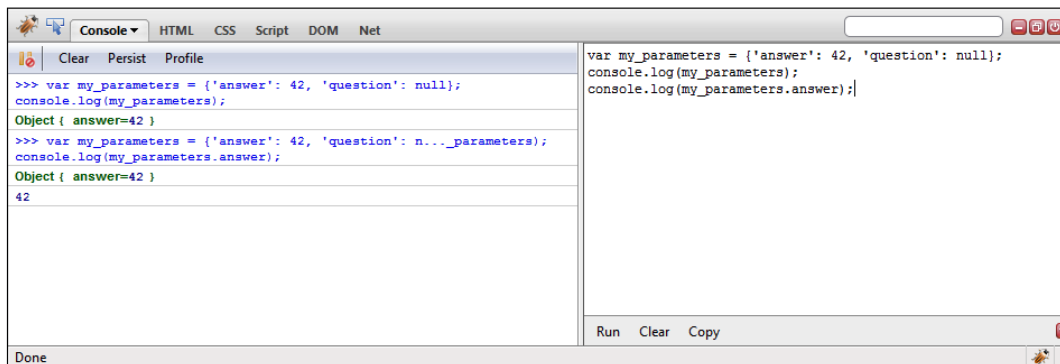 Console HTML CSS Script DOM Net
Clear Persist Profile
>>> var my_parameters = {'answer': 42, 'question': null};
console.log(my_parameters);
Object { answer=42 }
>>> var my_parameters = {'answer': 42, 'question': n..._parameters);
console.log(my_parameters.answer);
Object { answer=42 }
42
var my_parameters = {'answer': 42, 'question': null};
console.log(my_parameters);
console.log(my_parameters.answer);
Run Clear Copy
Done